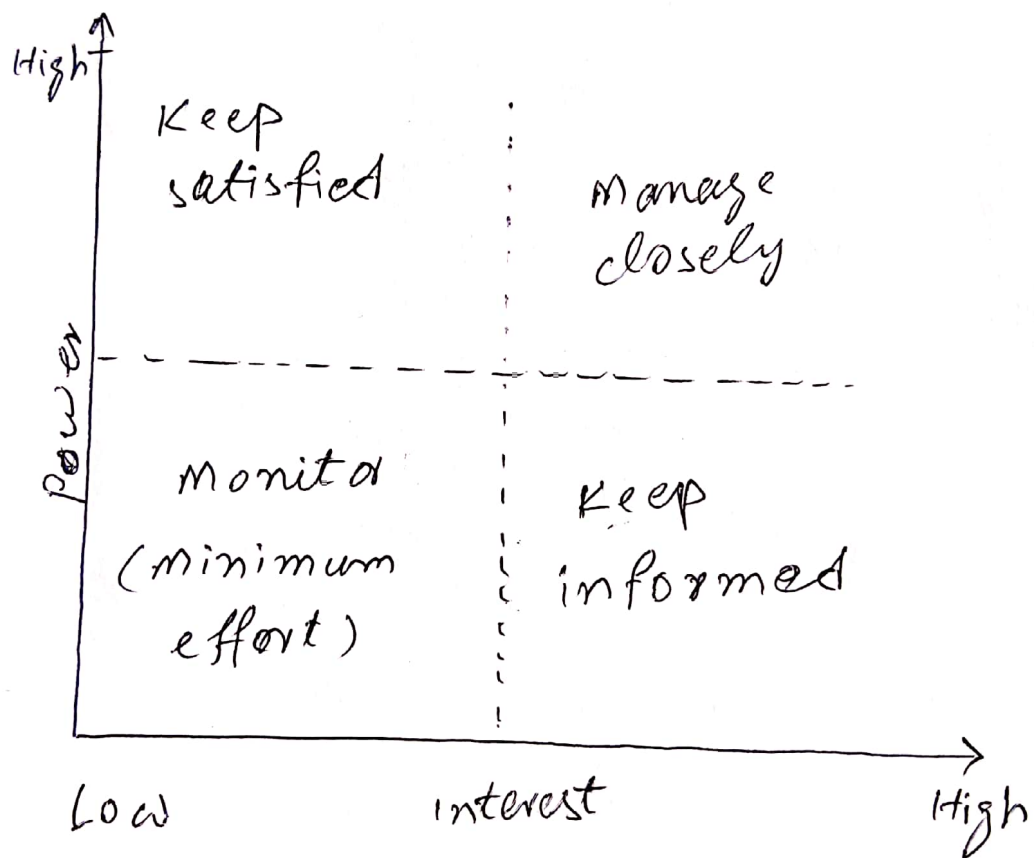 High
Keep
satisfied
Manage
closely
Power
Monitor
(minimum
effort)
Keep
informed
Low
interest
High